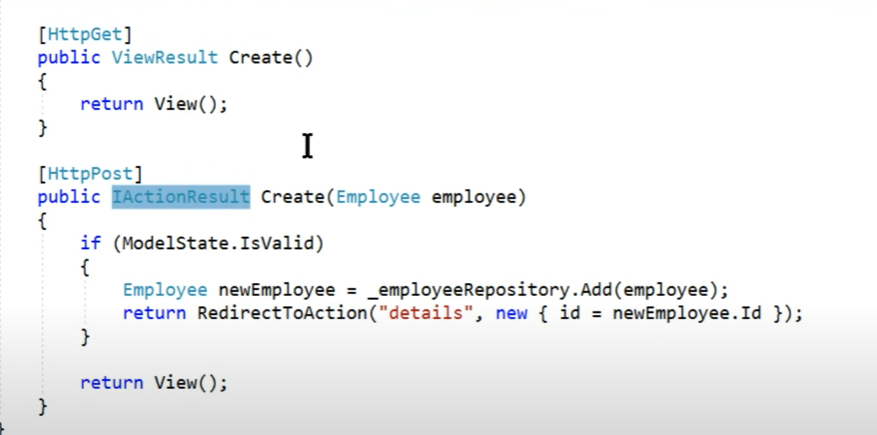 [HttpGet]
public ViewResult Create()
{
return View();
}
[HttpPost]
public IActionResult Create(Employee employee)
{
if (ModelState.IsValid)
{
Employee newEmployee = _employeeRepository.Add(employee);
return RedirectToAction("details", new { id = newEmployee.Id });
}
return View();
}
}